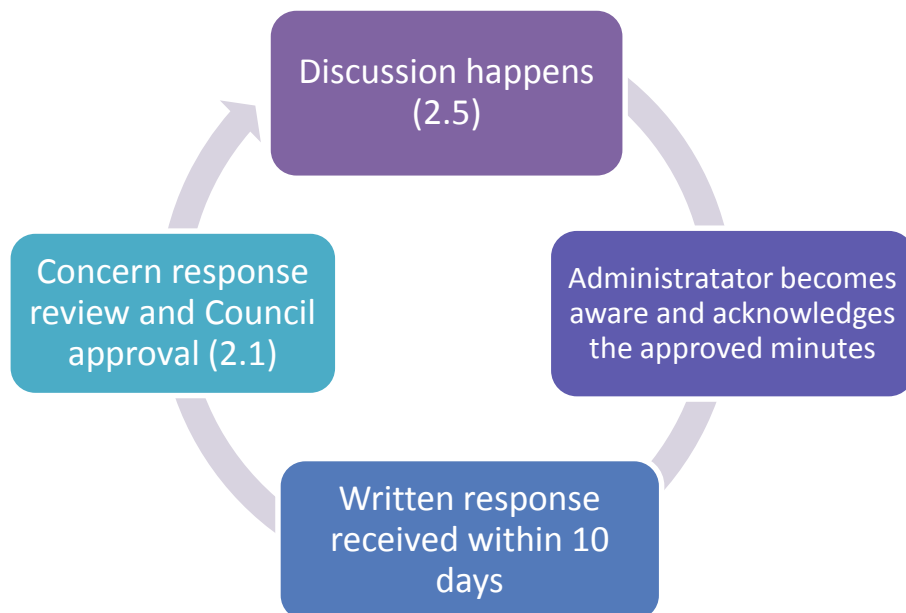 Discussion happens
(2.5)
Administratator becomes
aware and acknowledges
the approved minutes
Written response
received within 10
days
Concern response
review and Council
approval (2.1)